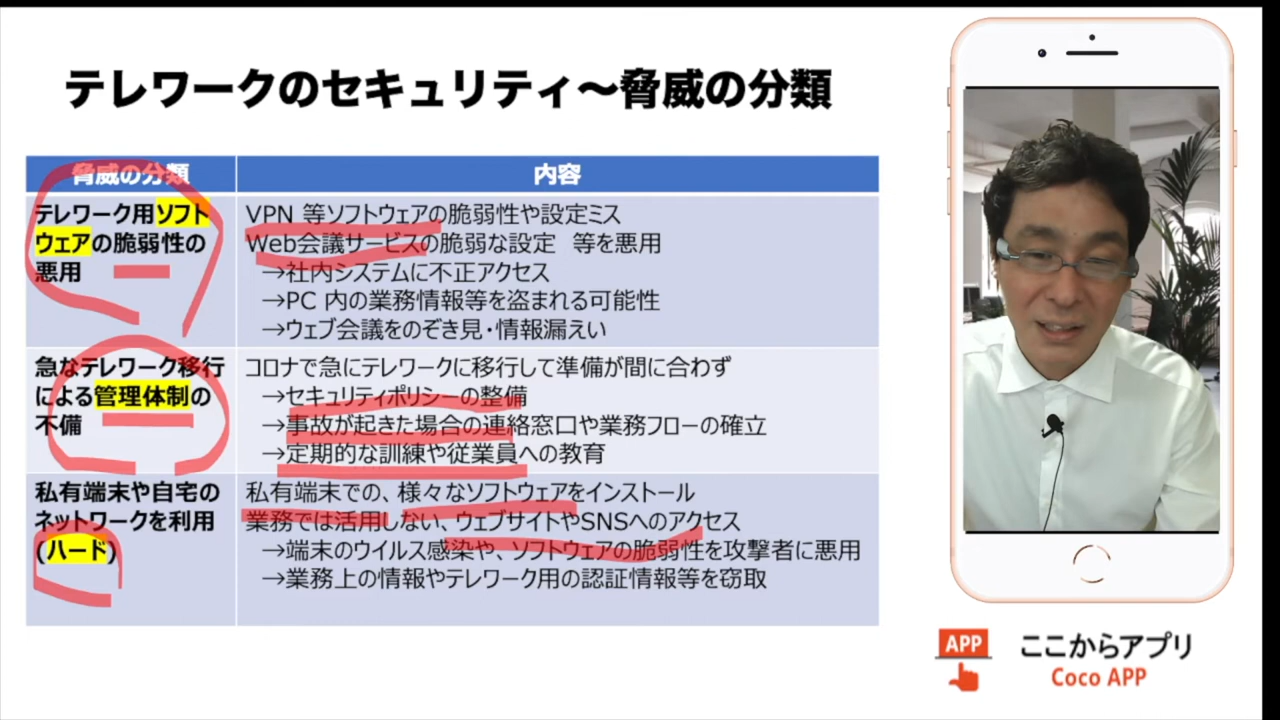 テレワークのセキュリティ～脅威の分類
脅威の分類
内容
テレワーク用ソフト
ウェアの脆弱性の
悪用
VPN 等ソフトウェアの脆弱性や設定ミス
Web会議サービスの脆弱な設定　等を悪用
→社内システムに不正アクセス
→PC 内の業務情報等を盗まれる可能性
→ウェブ会議をのぞき見・情報漏えい
急なテレワーク移行
による管理体制の
不備
コロナで急にテレワークに移行して準備が間に合わず
→セキュリティポリシーの整備
→事故が起きた場合の連絡窓口や業務フローの確立
→定期的な訓練や従業員への教育
私有端末や自宅の
ネットワークを利用
(ハード)
私有端末での、様々なソフトウェアをインストール
業務では活用しない、ウェブサイトやSNSへのアクセス
→端末のウイルス感染や、ソフトウェアの脆弱性を攻撃者に悪用
→業務上の情報やテレワーク用の認証情報等を窃取
APP
ここからアプリ
Coco APP